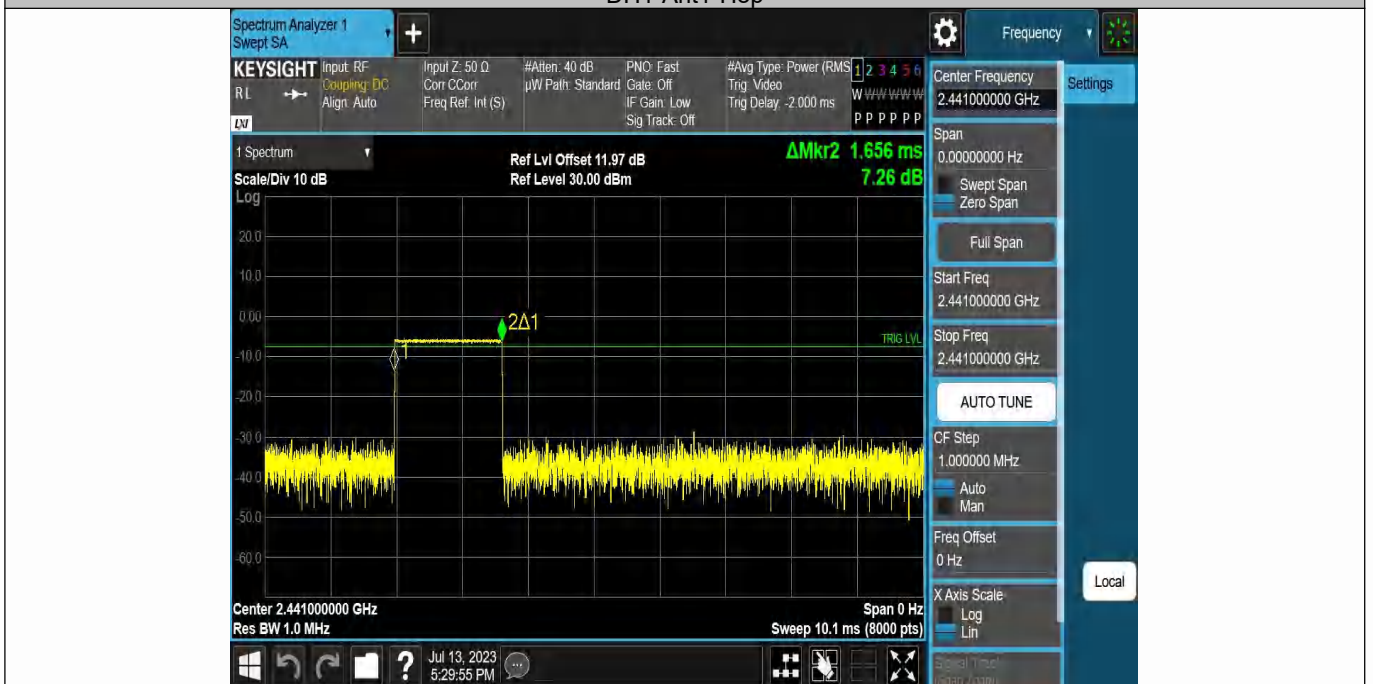 Spectrum Analyzer 1
Swept SA
+
Frequency
KEYSIGHT
RL
LXI
Input: RF
Coupling: DC
Align: Auto
Input Z: 50 Ω
Corr CCorr
Freq Ref: Int (S)
#Atten: 40 dB
µW Path: Standard
PNO: Fast
Gate: Off
IF Gain: Low
Sig Track: Off
#Avg Type: Power (RMS
Trig: Video
Trig Delay: -2.000 ms
1 2 3 4 5 6
W W W W W W
P P P P P P
Center Frequency
2.441000000 GHz
Settings
1 Spectrum
Scale/Div 10 dB
Log
Ref Lvl Offset 11.97 dB
Ref Level 30.00 dBm
ΔMkr2 1.656 ms
7.26 dB
Span
0.00000000 Hz
Swept Span
Zero Span
Full Span
Start Freq
2.441000000 GHz
Stop Freq
2.441000000 GHz
AUTO TUNE
CF Step
1.000000 MHz
Auto
Man
Freq Offset
0 Hz
X Axis Scale
Log
Lin
Local
20.0
10.0
0.00
-10.0
-20.0
-30.0
-40.0
-50.0
-60.0
2Δ1
1
TRIG LVL
Center 2.441000000 GHz
Res BW 1.0 MHz
Span 0 Hz
Sweep 10.1 ms (8000 pts)
?
Jul 13, 2023
5:29:55 PM